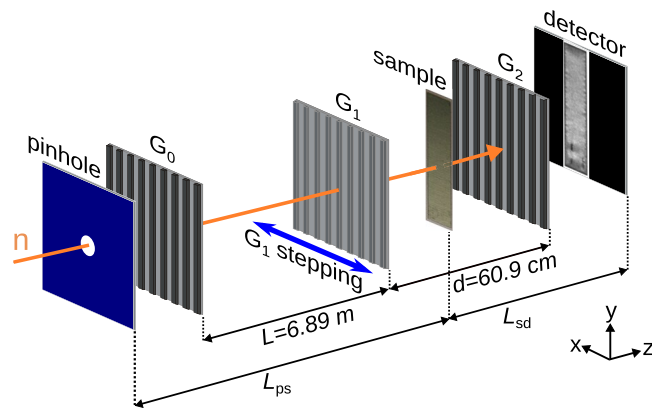 detector
G₂
sample
G₁
G₀
pinhole
n
G₁ stepping
d=60.9 cm
L=6.89 m
Lsd
Lps
y
x
z